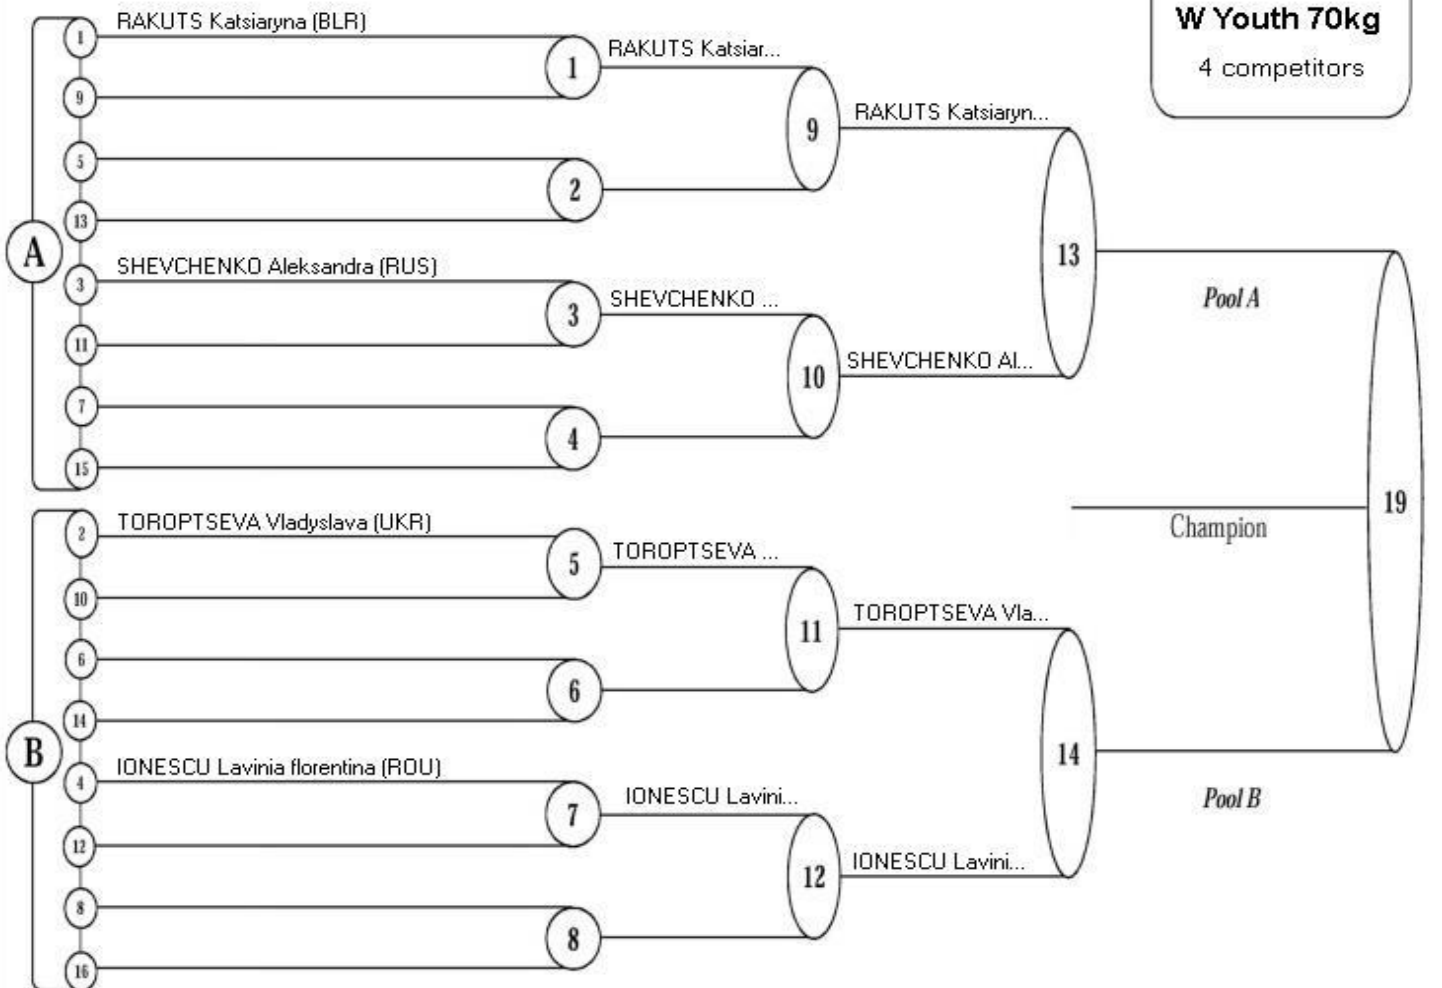 W Youth 70kg
4 competitors
RAKUTS Katsiaryna (BLR)
1
9
1
RAKUTS Katsiar...
5
13
2
9
RAKUTS Katsiaryn...
A
SHEVCHENKO Aleksandra (RUS)
3
11
3
SHEVCHENKO ...
7
15
4
10
SHEVCHENKO Al...
13
Pool A
TOROPTSEVA Vladyslava (UKR)
2
10
5
TOROPTSEVA ...
6
14
6
11
TOROPTSEVA Vla...
B
IONESCU Lavinia florentina (ROU)
4
12
7
IONESCU Lavini...
8
16
8
12
IONESCU Lavini...
14
Pool B
Champion
19